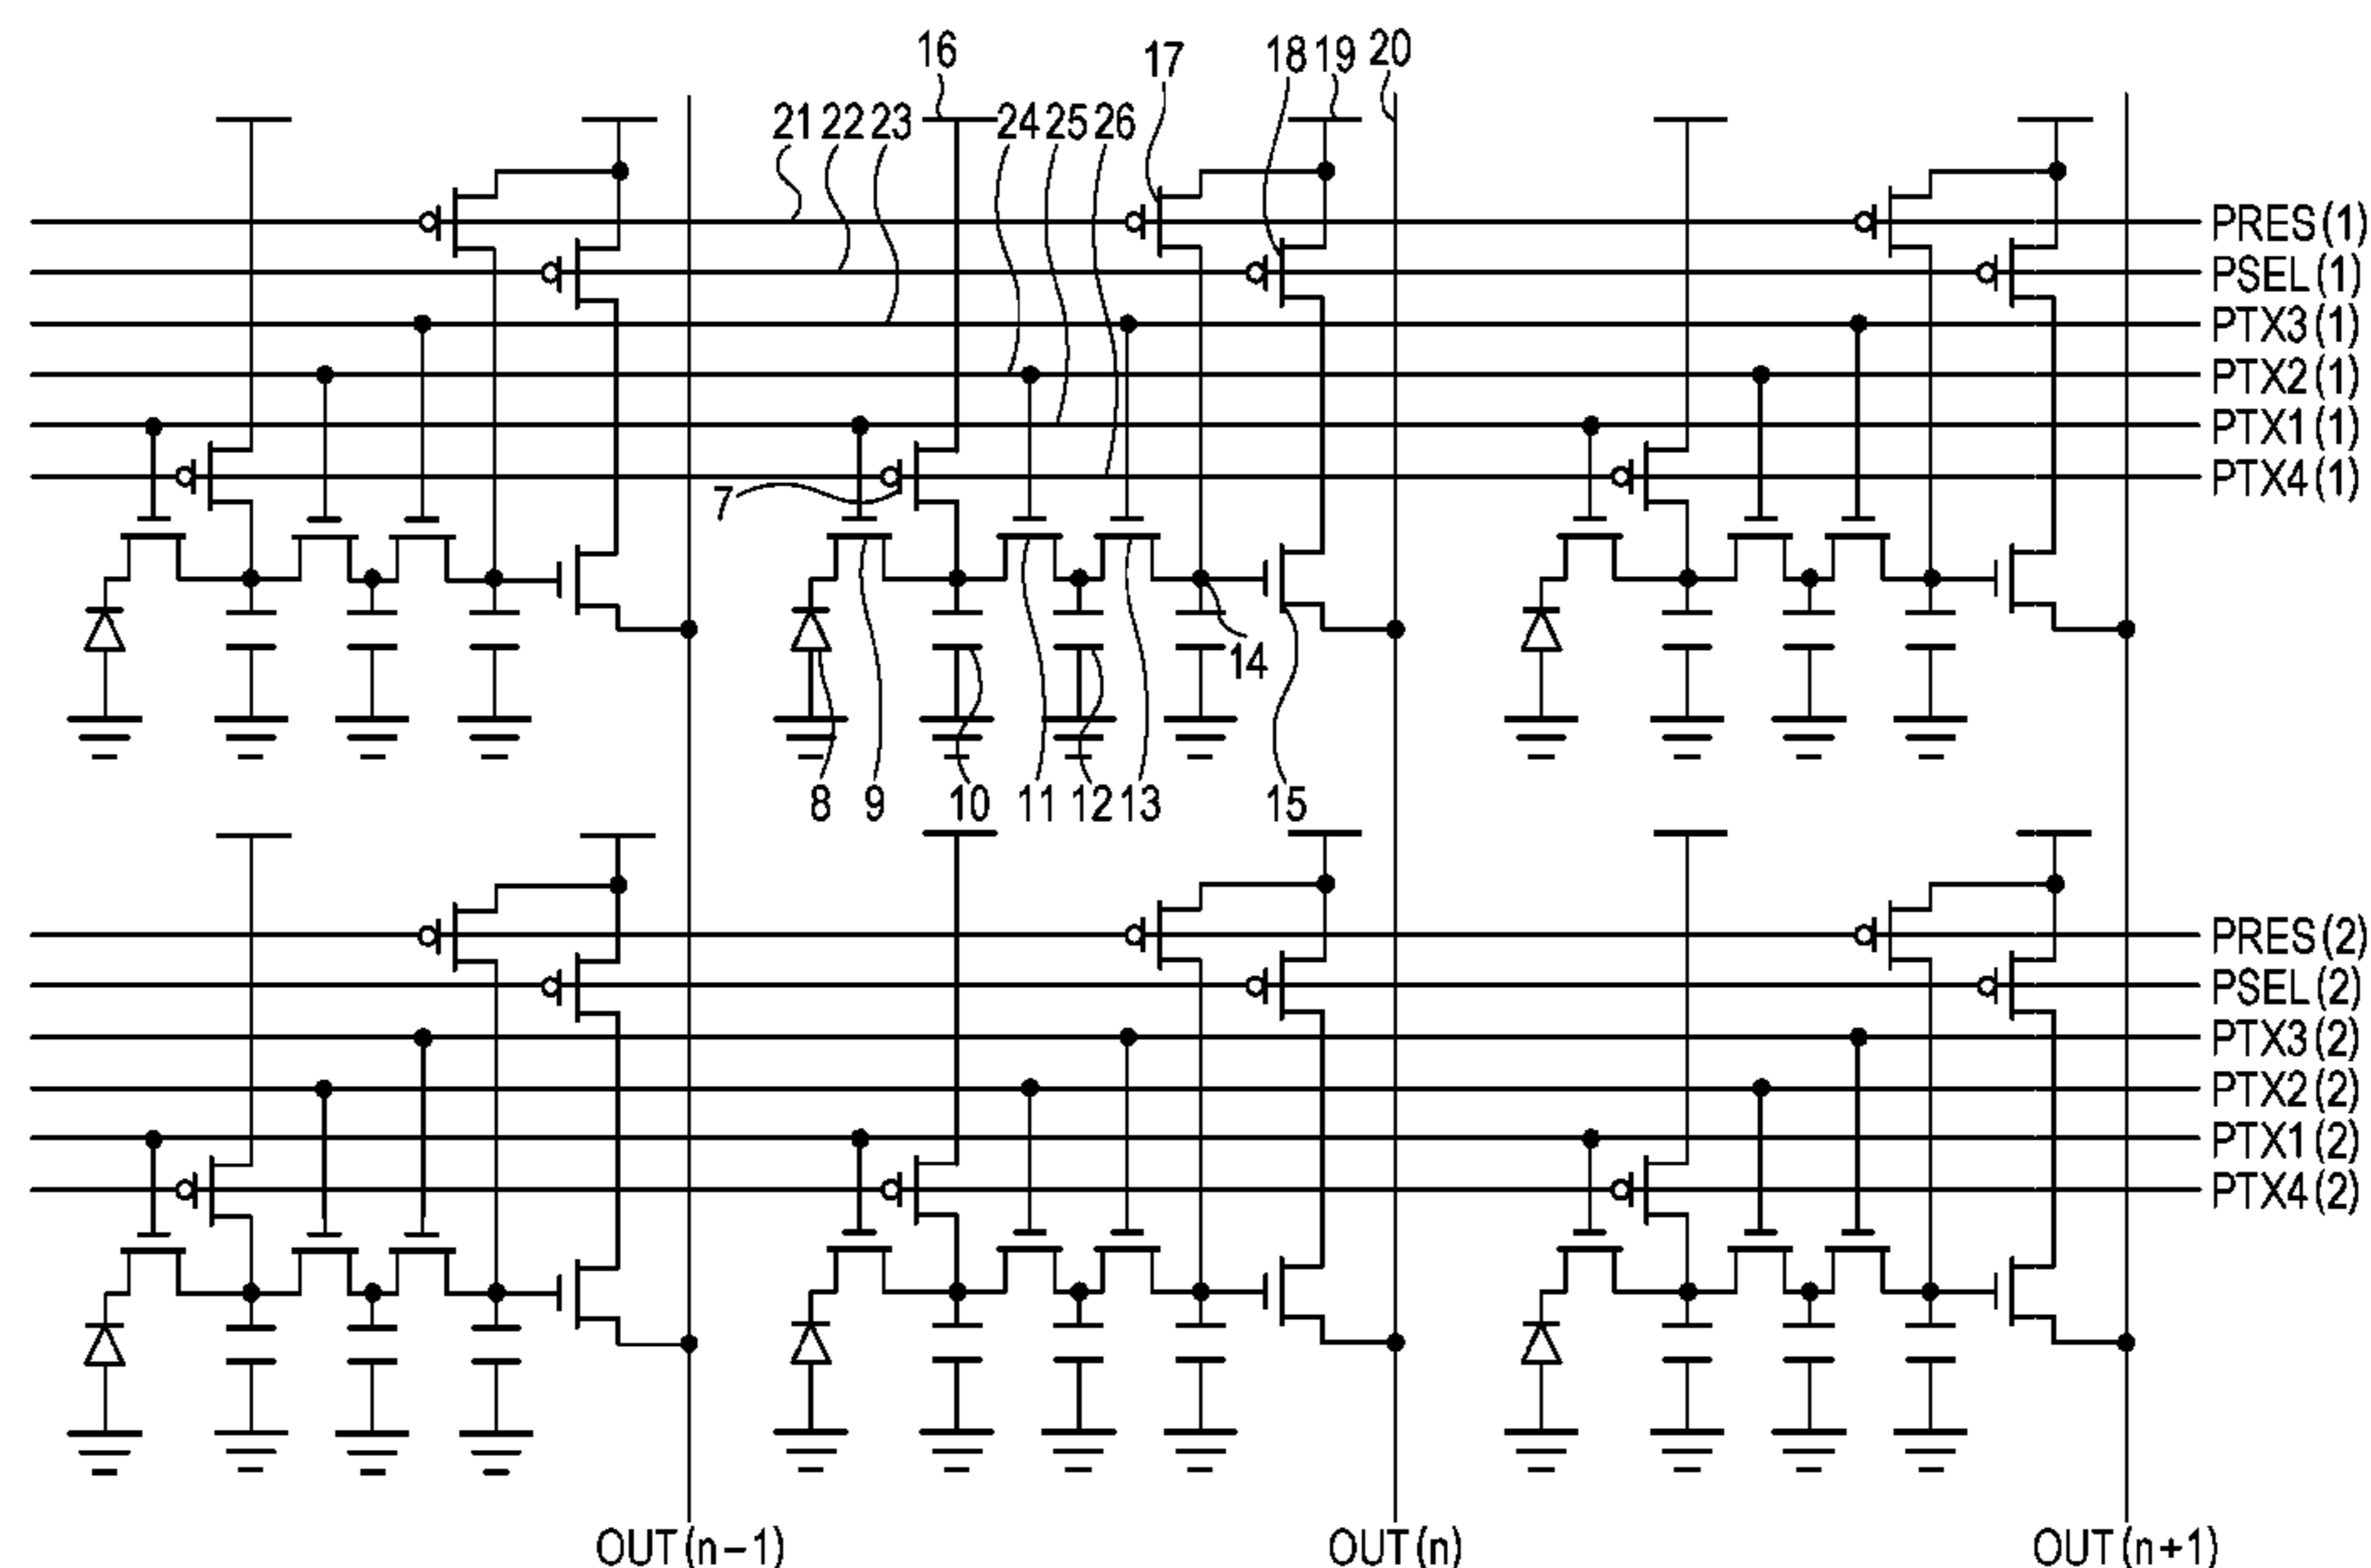 16 17 18 19 20
21 22 23 24 25 26
PRES(1)
PSEL(1)
PTX3(1)
PTX2(1)
PTX1(1)
PTX4(1)
7
14
8 9 10 11 12 13 15
PRES(2)
PSEL(2)
PTX3(2)
PTX2(2)
PTX1(2)
PTX4(2)
OUT(n-1) OUT(n) OUT(n+1)